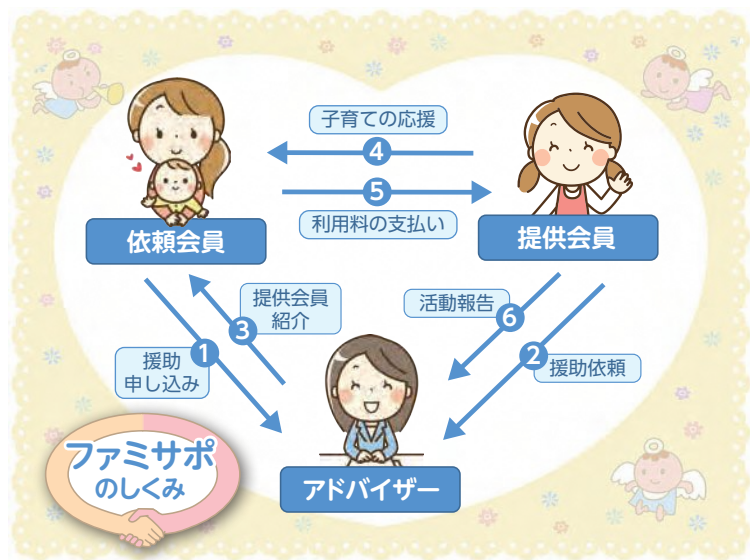 子育ての応援
4
5
利用料の支払い
依頼会員
提供会員
提供会員
紹介
3
活動報告
6
1
援助
申し込み
2
援助依頼
ファミサポ
のしくみ
アドバイザー